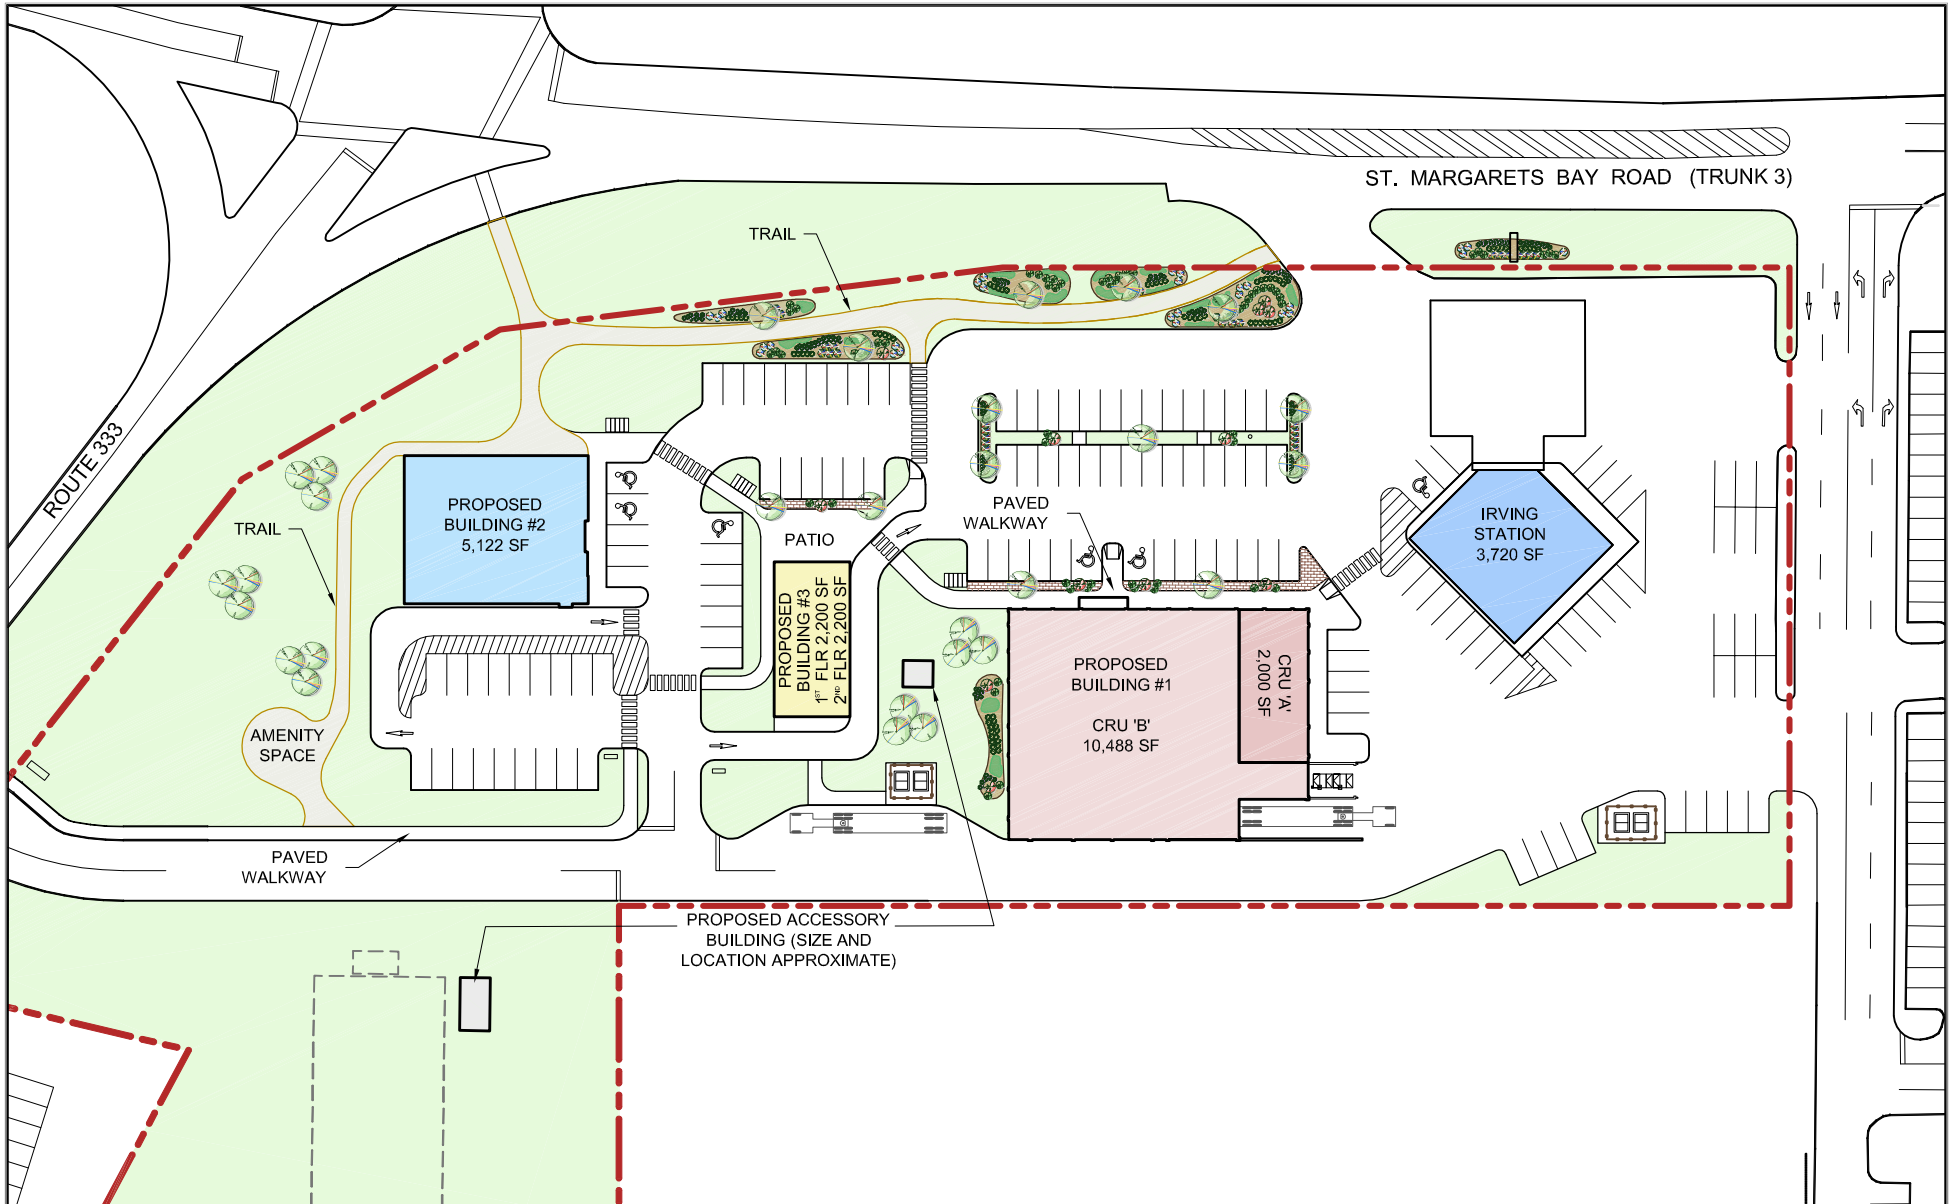 ST. MARGARETS BAY ROAD (TRUNK 3)
TRAIL
ROUTE 333
TRAIL
PROPOSED
BUILDING #2
5,122 SF
PATIO
PROPOSED
BUILDING #3
1ST FLR 2,200 SF
2ND FLR 2,200 SF
PAVED
WALKWAY
IRVING
STATION
3,720 SF
PROPOSED
BUILDING #1
CRU 'B'
10,488 SF
CRU 'A'
2,000 SF
AMENITY
SPACE
PAVED
WALKWAY
PROPOSED ACCESSORY
BUILDING (SIZE AND
LOCATION APPROXIMATE)